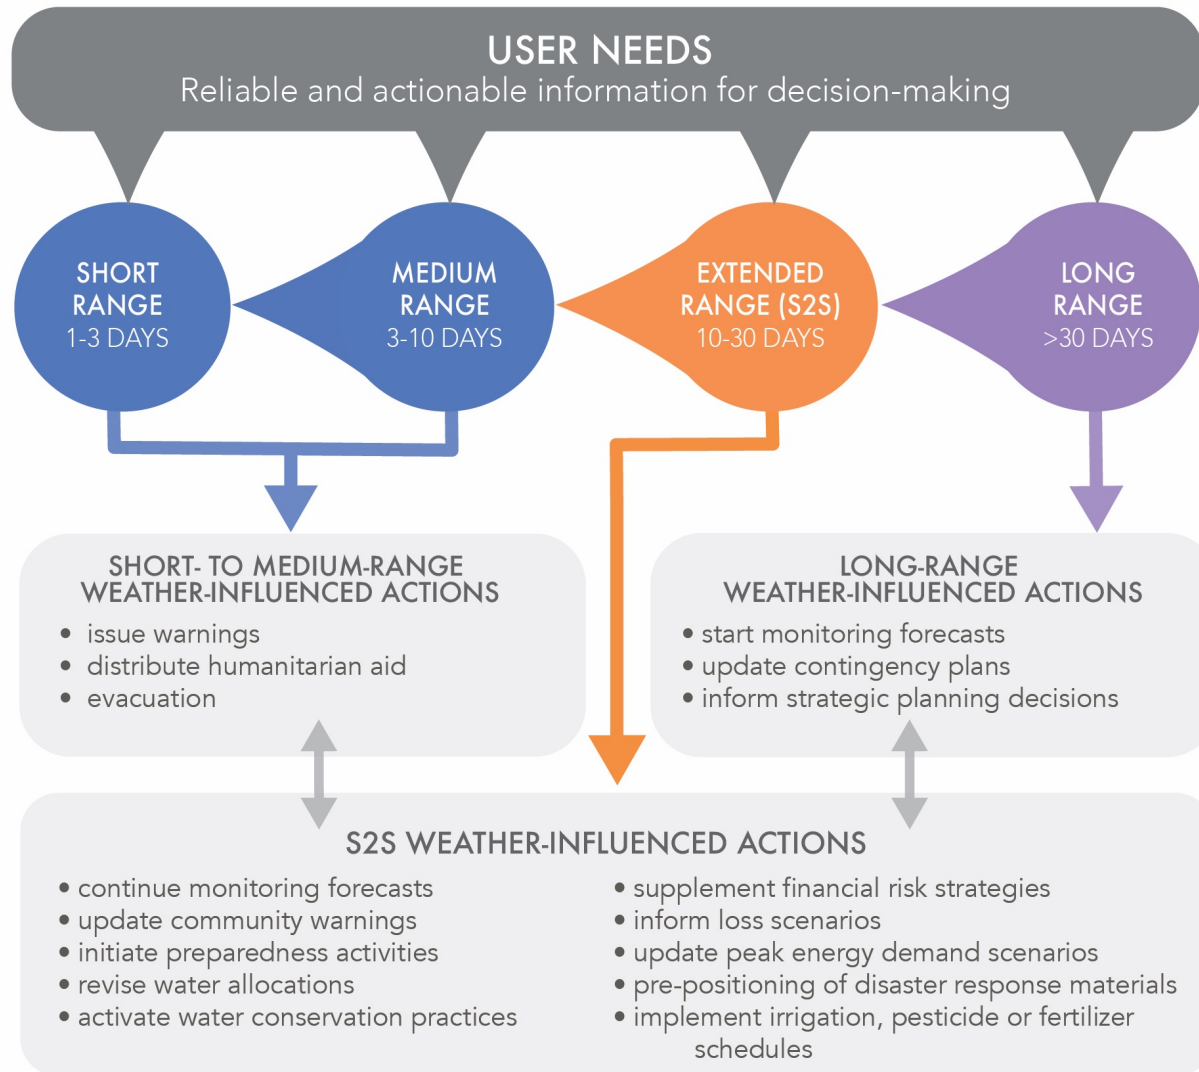 USER NEEDS
Reliable and actionable information for decision-making
SHORT
RANGE
1-3 DAYS
MEDIUM
RANGE
3-10 DAYS
EXTENDED
RANGE (S2S)
10-30 DAYS
LONG
RANGE
>30 DAYS
SHORT- TO MEDIUM-RANGE
WEATHER-INFLUENCED ACTIONS
• issue warnings
• distribute humanitarian aid
• evacuation
LONG-RANGE
WEATHER-INFLUENCED ACTIONS
• start monitoring forecasts
• update contingency plans
• inform strategic planning decisions
S2S WEATHER-INFLUENCED ACTIONS
• continue monitoring forecasts
• update community warnings
• initiate preparedness activities
• revise water allocations
• activate water conservation practices
• supplement financial risk strategies
• inform loss scenarios
• update peak energy demand scenarios
• pre-positioning of disaster response materials
• implement irrigation, pesticide or fertilizer
schedules